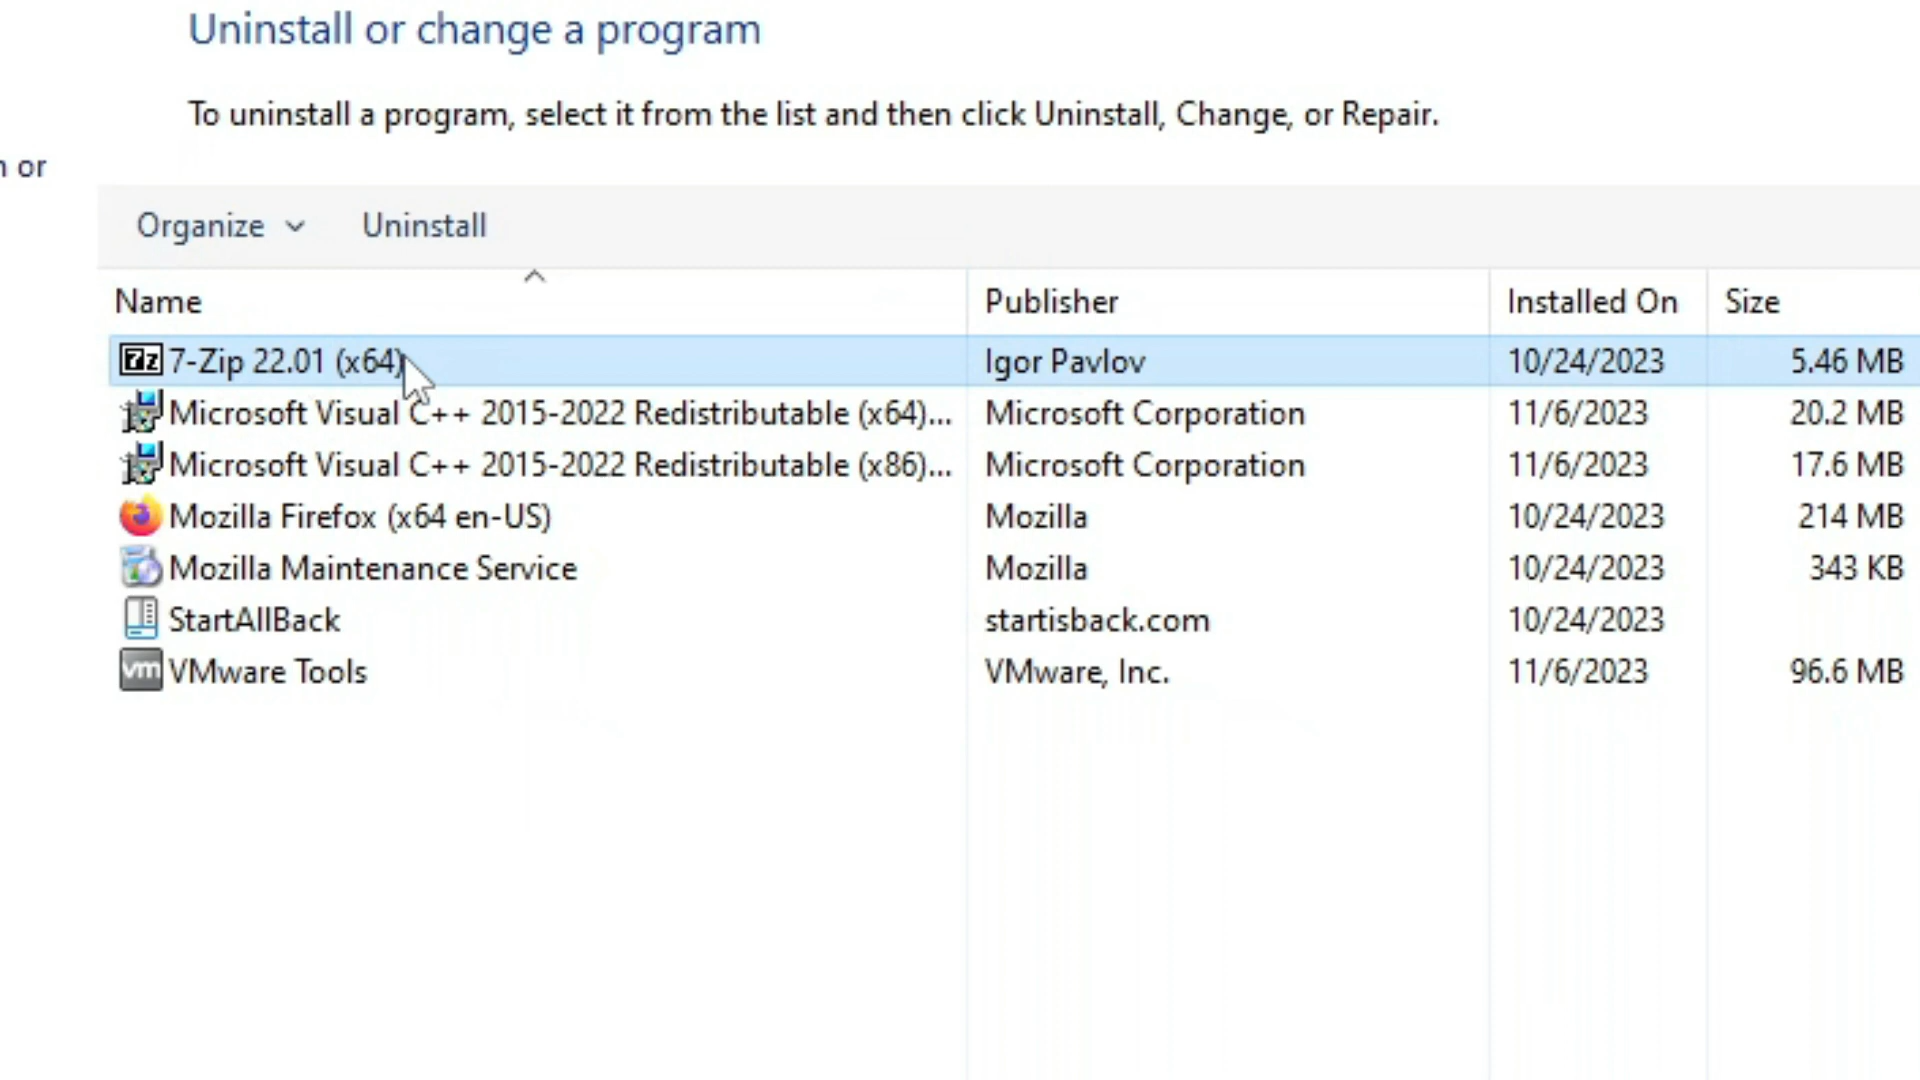 Uninstall or change a program
To uninstall a program, select it from the list and then click Uninstall, Change, or Repair.
or
Organize Uninstall
Name Publisher Installed On Size
7-Zip 22.01 (x64) Igor Pavlov 10/24/2023 5.46 MB
Microsoft Visual C++ 2015-2022 Redistributable (x64)... Microsoft Corporation 11/6/2023 20.2 MB
Microsoft Visual C++ 2015-2022 Redistributable (x86)... Microsoft Corporation 11/6/2023 17.6 MB
Mozilla Firefox (x64 en-US) Mozilla 10/24/2023 214 MB
Mozilla Maintenance Service Mozilla 10/24/2023 343 KB
StartAllBack startisback.com 10/24/2023
vm VMware Tools VMware, Inc. 11/6/2023 96.6 MB